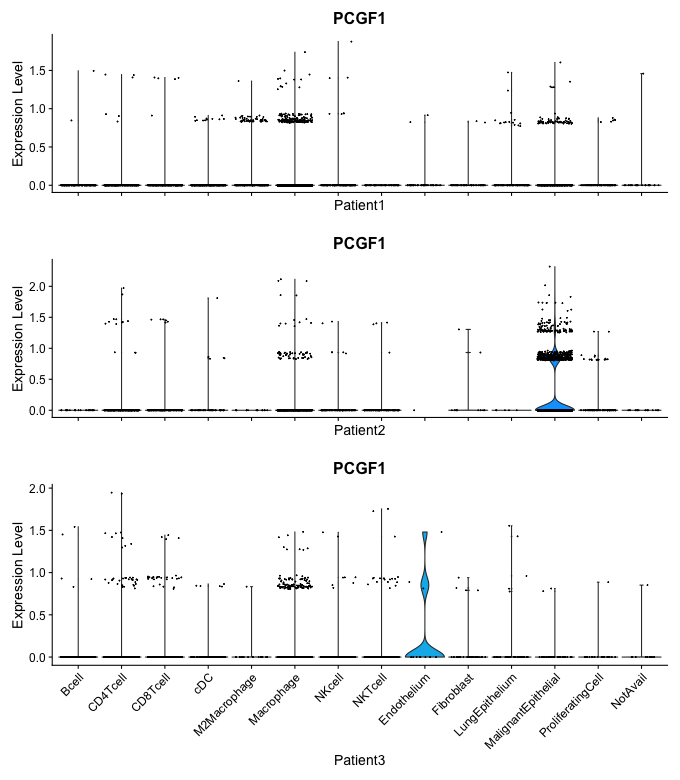 PCGF1
Expression Level
1.5
1.0
0.5
0.0
Patient1
PCGF1
Expression Level
2.0
1.5
1.0
0.5
0.0
Patient2
PCGF1
Expression Level
2.0
1.5
1.0
0.5
0.0
Bcell
CD4Tcell
CD8Tcell
cDC
M2Macrophage
Macrophage
NKcell
NKTcell
Endothelium
Fibroblast
LungEpithelium
MalignantEpithelial
ProliferatingCell
NotAvail
Patient3